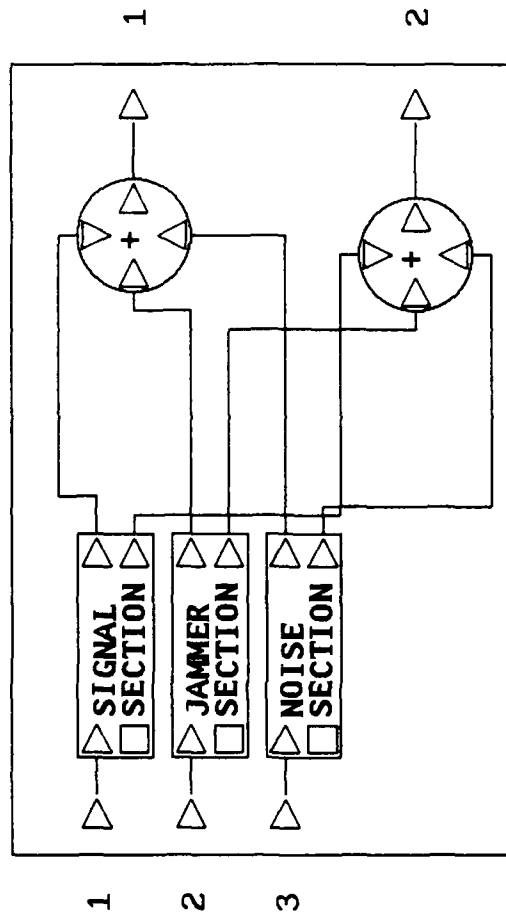 1
2
3
SIGNAL
SECTION
JAMMER
SECTION
NOISE
SECTION
+
+
1
2